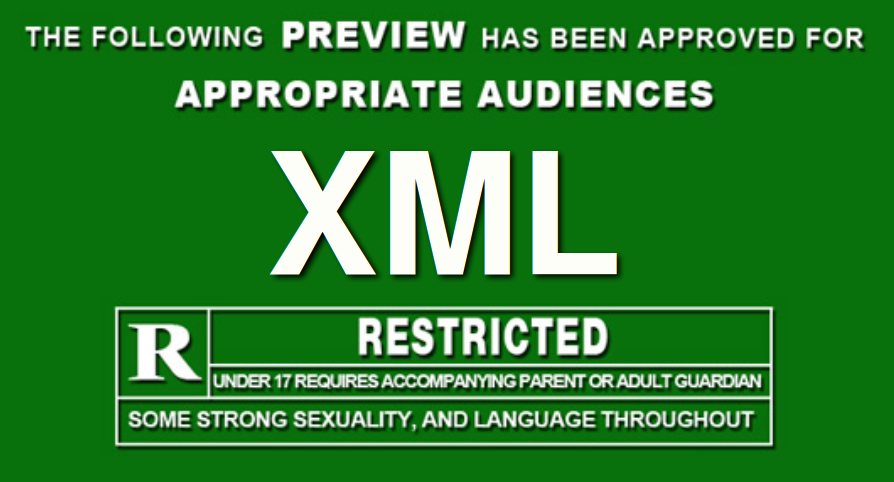 THE FOLLOWING PREVIEW HAS BEEN APPROVED FOR
APPROPRIATE AUDIENCES
XML
R
RESTRICTED
UNDER 17 REQUIRES ACCOMPANYING PARENT OR ADULT GUARDIAN
SOME STRONG SEXUALITY, AND LANGUAGE THROUGHOUT